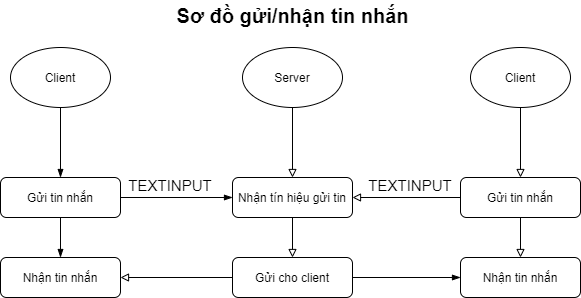 Sơ đồ gửi/nhận tin nhắn
Client
Server
Client
Gửi tin nhắn
TEXTINPUT
Nhận tín hiệu gửi tin
TEXTINPUT
Gửi tin nhắn
Nhận tin nhắn
Gửi cho client
Nhận tin nhắn